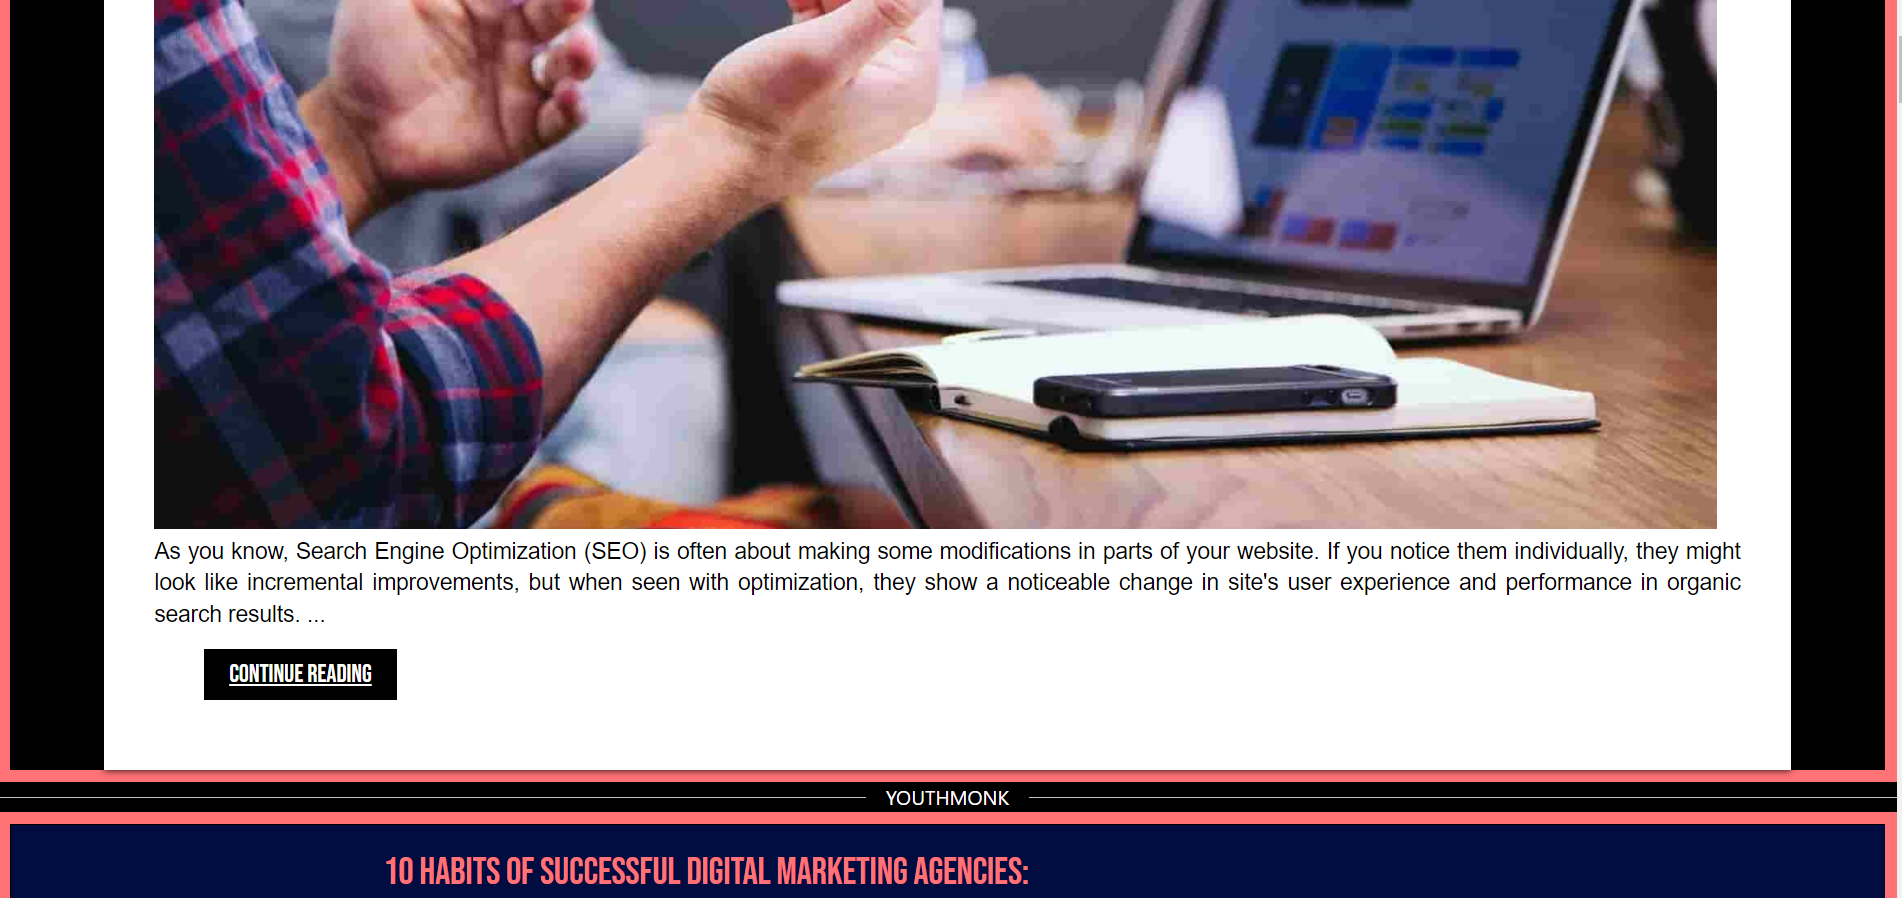 As you know, Search Engine Optimization (SEO) is often about making some modifications in parts of your website. If you notice them individually, they might
look like incremental improvements, but when seen with optimization, they show a noticeable change in site's user experience and performance in organic
search results. ...
CONTINUE READING
YOUTHMONK
10 HABITS OF SUCCESSFUL DIGITAL MARKETING AGENCIES: